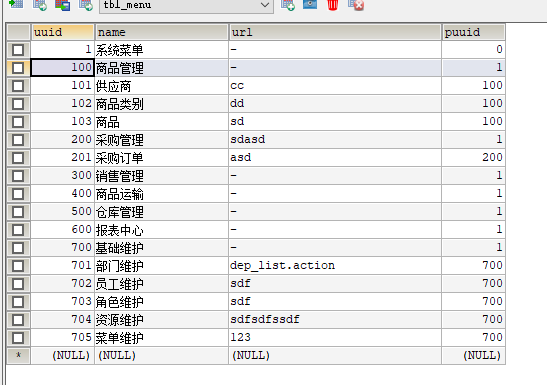 tbl_menu
uuid name url puuid
1 系统菜单 - 0
100 商品管理 - 1
101 供应商 cc 100
102 商品类别 dd 100
103 商品 sd 100
200 采购管理 sdasd 1
201 采购订单 asd 200
300 销售管理 - 1
400 商品运输 - 1
500 仓库管理 - 1
600 报表中心 - 1
700 基础维护 - 1
701 部门维护 dep_list.action 700
702 员工维护 sdf 700
703 角色维护 sdf 700
704 资源维护 sdfsdfssdf 700
705 菜单维护 123 700
* (NULL) (NULL) (NULL) (NULL)